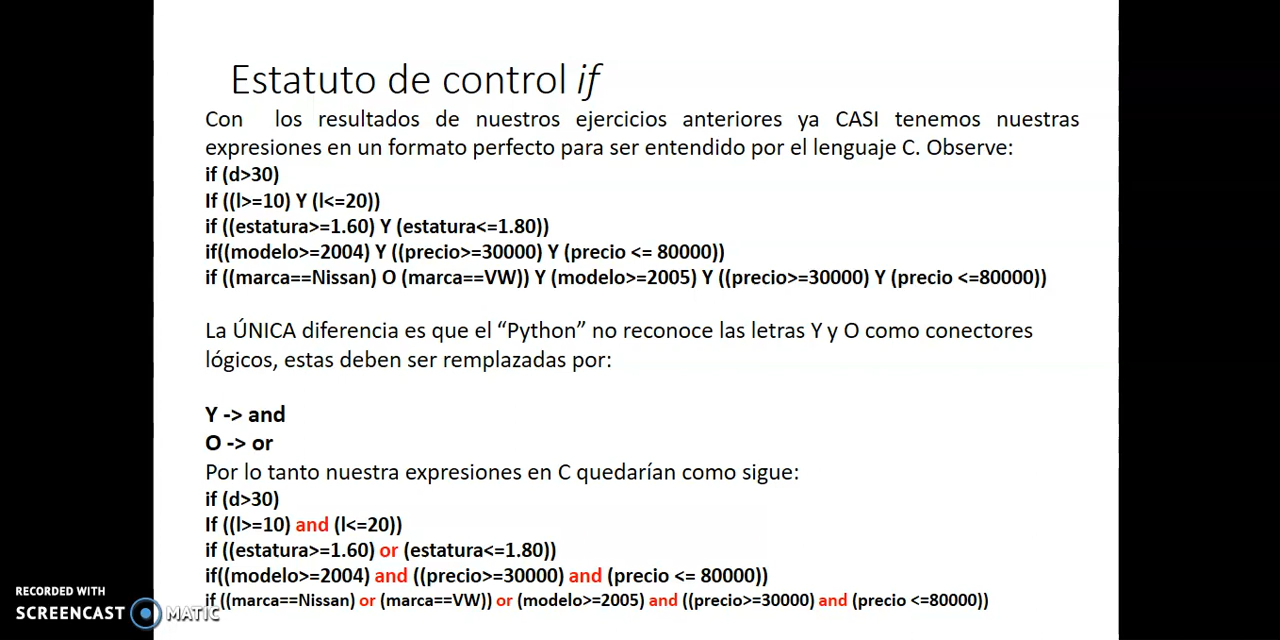 Estatuto de control if
Con los resultados de nuestros ejercicios anteriores ya CASI tenemos nuestras
expresiones en un formato perfecto para ser entendido por el lenguaje C. Observe:
if (d>30)
If ((l>=10) Y (l<=20))
if ((estatura>=1.60) Y (estatura<=1.80))
if((modelo>=2004) Y ((precio>=30000) Y (precio <= 80000))
if ((marca==Nissan) O (marca==VW)) Y (modelo>=2005) Y ((precio>=30000) Y (precio <=80000))
La ÚNICA diferencia es que el “Python” no reconoce las letras Y y O como conectores
lógicos, estas deben ser remplazadas por:
Y -> and
O -> or
Por lo tanto nuestra expresiones en C quedarían como sigue:
if (d>30)
If ((l>=10) and (l<=20))
if ((estatura>=1.60) or (estatura<=1.80))
if((modelo>=2004) and ((precio>=30000) and (precio <= 80000))
if ((marca==Nissan) or (marca==VW)) or (modelo>=2005) and ((precio>=30000) and (precio <=80000))
RECORDED WITH
SCREENCAST MATIC